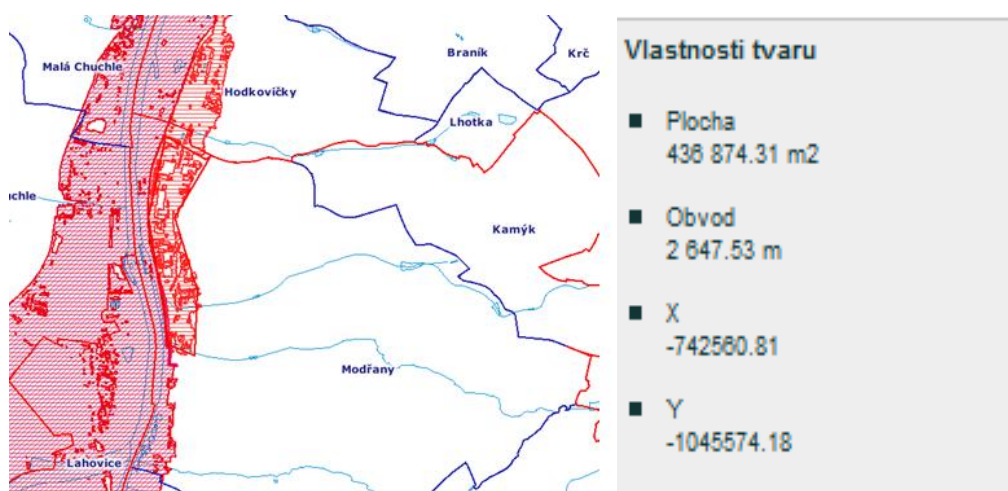 Malá Chuchle
Braník
Krč
Hodkovičky
Lhotka
chle
Kamýk
Modřany
Lahovice
Vlastnosti tvaru
Plocha
436 874.31 m2
Obvod
2 647.53 m
X
-742560.81
Y
-1045574.18